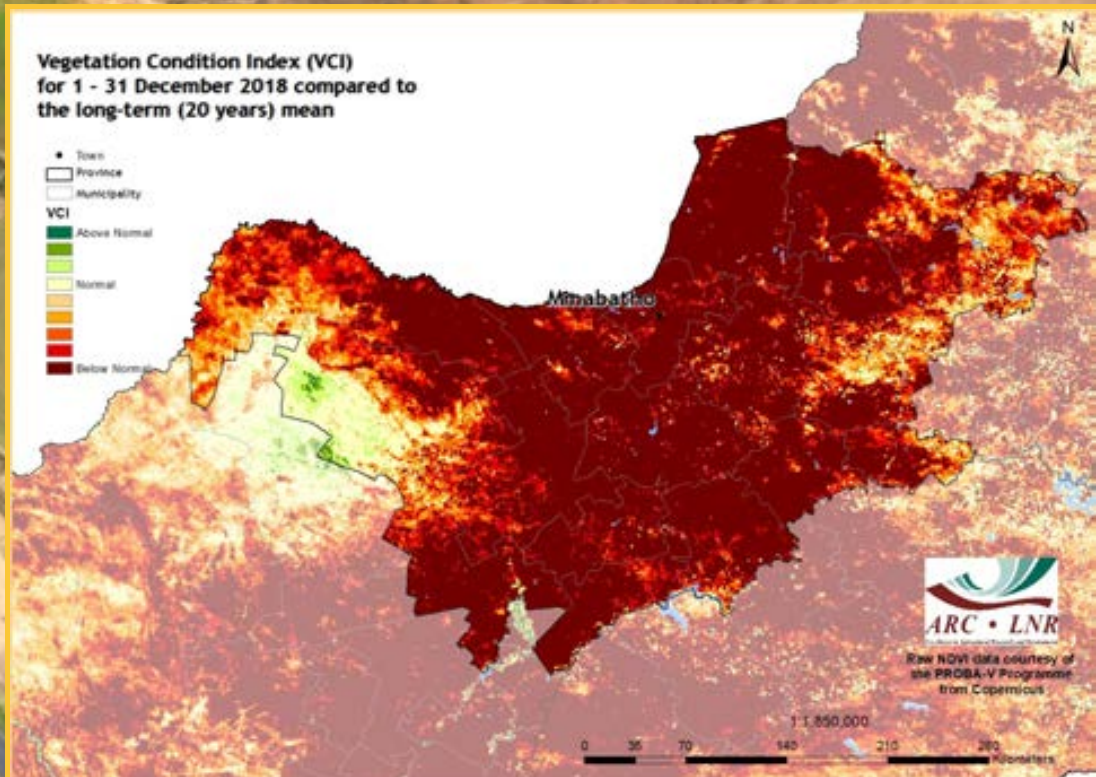 Vegetation Condition Index (VCI)
for 1 - 31 December 2018 compared to
the long-term (20 years) mean
N
Town
Province
Municipality
VCI
Above Normal
Normal
Below Normal
Mmabatho
ARC • LNR
Raw NDVI data courtesy of
the PROBA-V Programme
from Copernicus
1:1,850,000
0 35 70 140 210 280
Kilometers